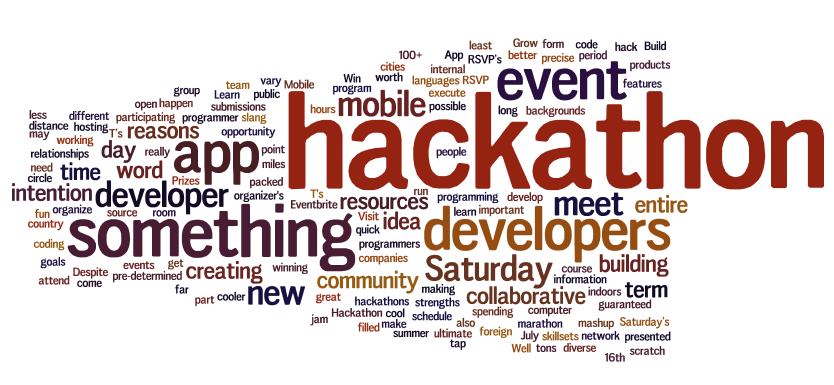 least Grow form code hack Build
100+ App RSVP's better precise period
cities internal products
Win worth languages RSVP event features
group team vary Mobile program execute
Learn public
open happen submissions hours mobile possible long backgrounds
less different participating programmer slang
distance hosting T's reasons opportunity hackathon
may working
relationships day really app point people
need time word miles
circle Prizes packed
intention developer organizer's T's resources run programming develop meet entire
Eventbrite
fun organize source room Visit idea learn important
country something quick developers
coding programmers
goals events get companies Saturday course building
attend Despite come pre-determined creating winning community information
far making collaborative indoors term
part cooler new great hackathons strengths guaranteed
jam Hackathon cool schedule spending computer
filled make also marathon mashup Saturday's
summer ultimate foreign July skillsets network presented
tap Well tons diverse scratch
16th